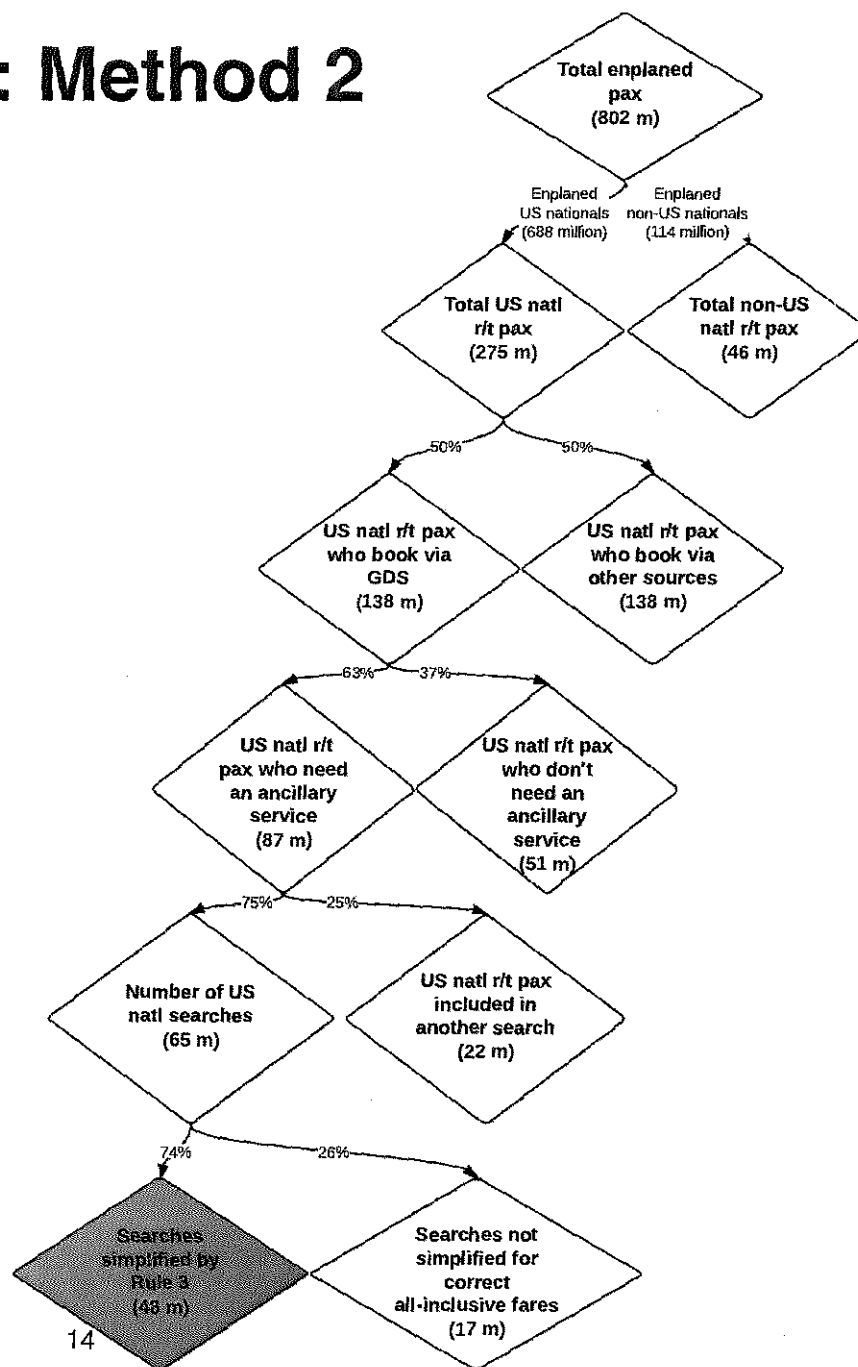 : Method 2
Total enplaned
pax
(802 m)
Enplaned
US nationals
(688 million)
Enplaned
non-US nationals
(114 million)
Total US natl
r/t pax
(275 m)
Total non-US
natl r/t pax
(46 m)
50%
50%
US natl r/t pax
who book via
GDS
(138 m)
US natl r/t pax
who book via
other sources
(138 m)
63%
37%
US natl r/t
pax who need
an ancillary
service
(87 m)
US natl r/t pax
who don't
need an
ancillary
service
(51 m)
75%
25%
Number of US
natl searches
(65 m)
US natl r/t pax
included in
another search
(22 m)
74%
26%
Searches
simplified by
Rule 3
(48 m)
Searches not
simplified for
correct
all-inclusive fares
(17 m)
14